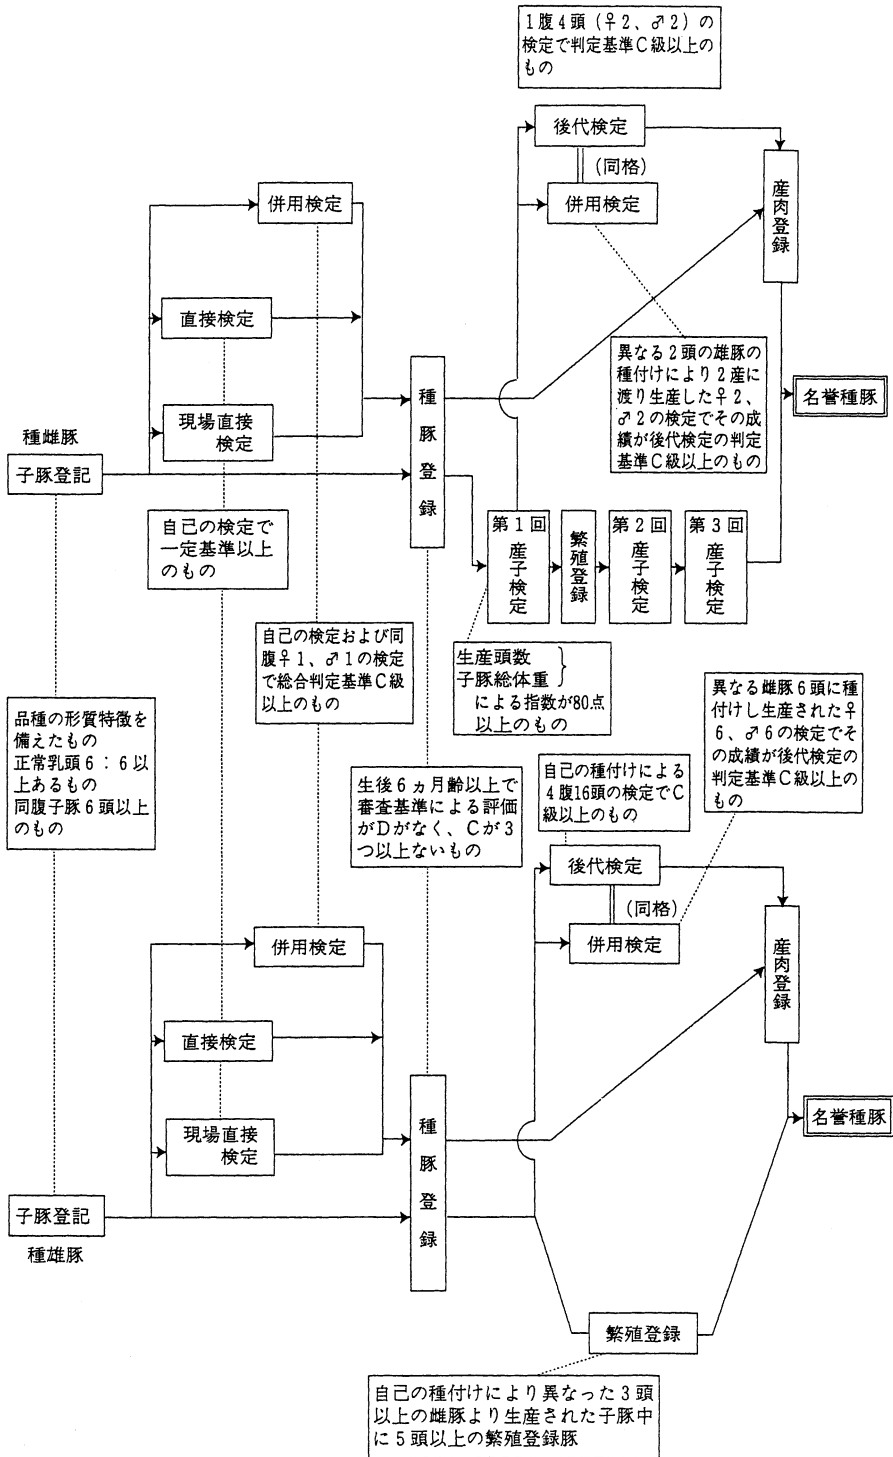 1腹4頭(♀2、♂2)の
検定で判定基準C級以上のも
もの
後代検定
(同格)
併用検定
産肉登録
併用検定
直接検定
現場直接
検定
種雄豚
子豚登記
種豚登録
異なる2頭の雄豚の
種付けにより2産に
渡り生産した♀2、
♂2の検定でその成
績が後代検定の判定
基準C級以上のもの
名誉種豚
自己の検定で
一定基準以上
のもの
第1回
産子検定
繁殖登録
第2回
産子検定
第3回
産子検定
自己の検定および同
腹♀1、♂1の検定
で総合判定基準C級
以上のもの
生産頭数
子豚総体重
による指数が80点
以上のもの
品種の形質特徴を
備えたもの
正常乳頭6:6以
上あるもの
同腹子豚6頭以上
のもの
生後6ヵ月齢以上で
審査基準による評価
がDがなく、Cが3
つ以上ないもの
自己の種付けによる
4腹16頭の検定でC
級以上のもの
異なる雌豚6頭に種
付けし生産された♀
6、♂6の検定でそ
の成績が後代検定の
判定基準C級以上の
もの
後代検定
(同格)
併用検定
産肉登録
併用検定
直接検定
現場直接
検定
種豚登録
名誉種豚
子豚登記
種雄豚
繁殖登録
自己の種付けにより異なった3頭
以上の雌豚より生産された子豚中
に5頭以上の繁殖登録豚